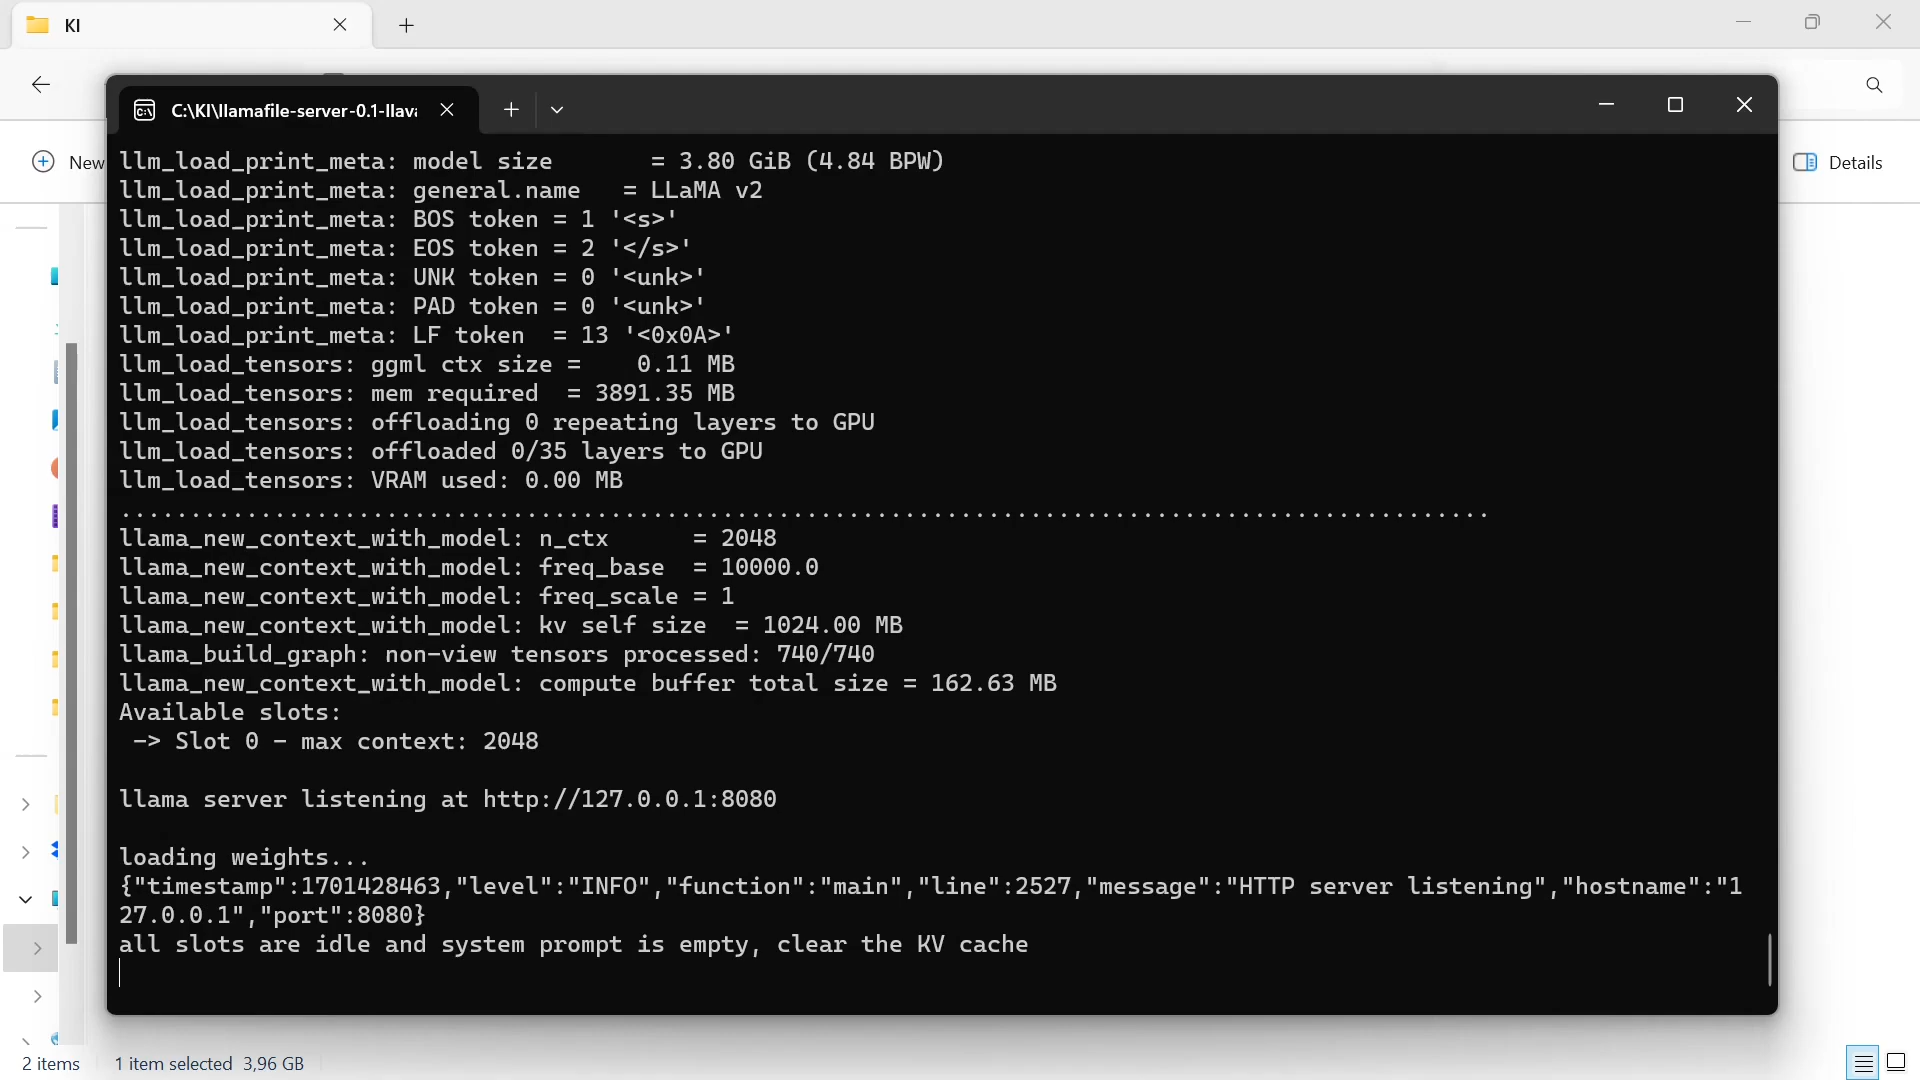 KI
C:\KI\llamafile-server-0.1-llava
New
Details
llm_load_print_meta: model size       = 3.80 GiB (4.84 BPW)
llm_load_print_meta: general.name   = LLaMA v2
llm_load_print_meta: BOS token = 1 '<s>'
llm_load_print_meta: EOS token = 2 '</s>'
llm_load_print_meta: UNK token = 0 '<unk>'
llm_load_print_meta: PAD token = 0 '<unk>'
llm_load_print_meta: LF token  = 13 '<0x0A>'
llm_load_tensors: ggml ctx size =    0.11 MB
llm_load_tensors: mem required  = 3891.35 MB
llm_load_tensors: offloading 0 repeating layers to GPU
llm_load_tensors: offloaded 0/35 layers to GPU
llm_load_tensors: VRAM used: 0.00 MB
..................................................................................................
llama_new_context_with_model: n_ctx      = 2048
llama_new_context_with_model: freq_base  = 10000.0
llama_new_context_with_model: freq_scale = 1
llama_new_context_with_model: kv self size  = 1024.00 MB
llama_build_graph: non-view tensors processed: 740/740
llama_new_context_with_model: compute buffer total size = 162.63 MB
Available slots:
 -> Slot 0 - max context: 2048
llama server listening at http://127.0.0.1:8080
loading weights...
{"timestamp":1701428463,"level":"INFO","function":"main","line":2527,"message":"HTTP server listening","hostname":"1
27.0.0.1","port":8080}
all slots are idle and system prompt is empty, clear the KV cache
2 items   1 item selected  3,96 GB